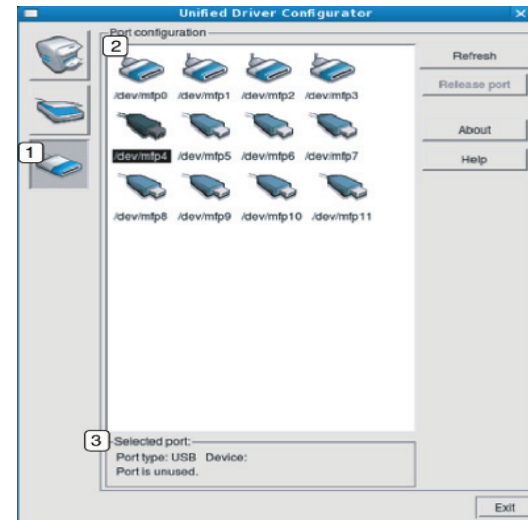 Unified Driver Configurator
Port configuration
2
Refresh
/dev/mfp0 /dev/mfp1 /dev/mfp2 /dev/mfp3
Release port
About
1
/dev/mfp4 /dev/mfp5 /dev/mfp6 /dev/mfp7
Help
/dev/mfp8 /dev/mfp9 /dev/mfp10 /dev/mfp11
3
Selected port:
Port type: USB Device:
Port is unused.
Exit